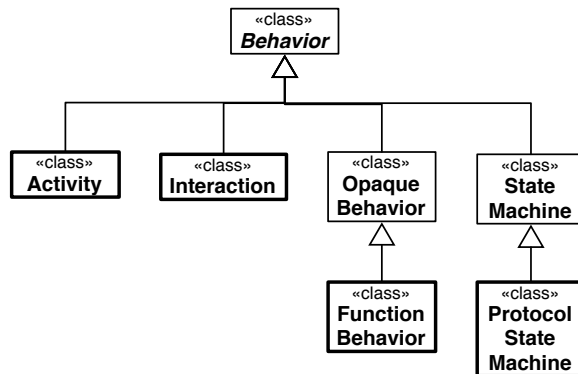 «class»
Behavior
«class»
Activity
«class»
Interaction
«class»
Opaque
Behavior
«class»
State
Machine
«class»
Function
Behavior
«class»
Protocol
State
Machine